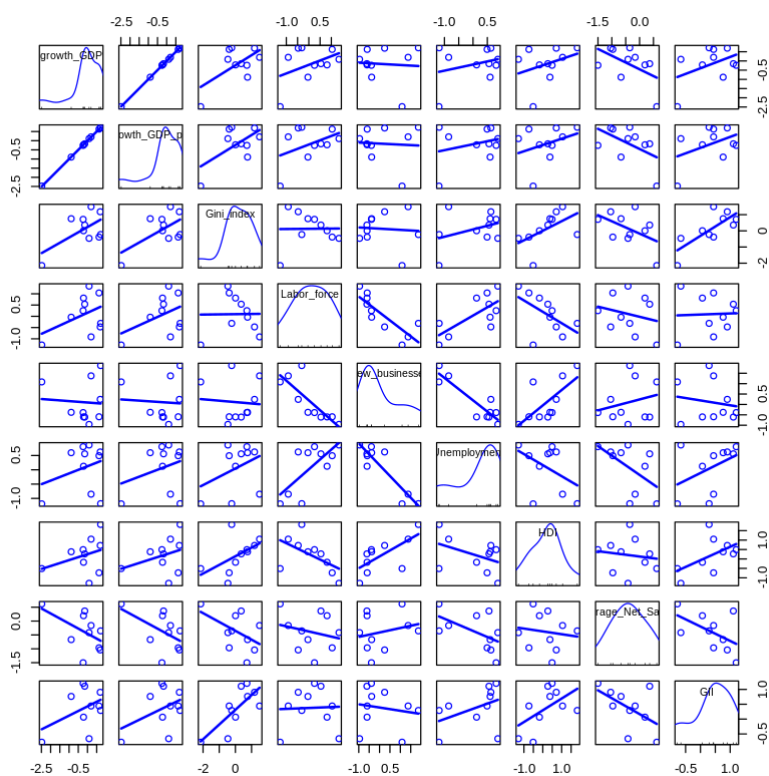 -2.5 -0.5 -1.0 0.5 -1.0 0.5 -1.5 0.0
growth_GDP -2.5 -0.5
-2.5 -0.5 owth_GDP_p
Gini_index -2 0
-1.0 0.5 Labor_force
ew_businesse -1.0 0.5
-1.0 0.5 Unemploymen
HDI -1.0 1.0
-1.5 0.0 rage_Net_Sa
GII -0.5 1.0
-2.5 -0.5 -2 0 -1.0 0.5 -1.0 1.0 -0.5 1.0